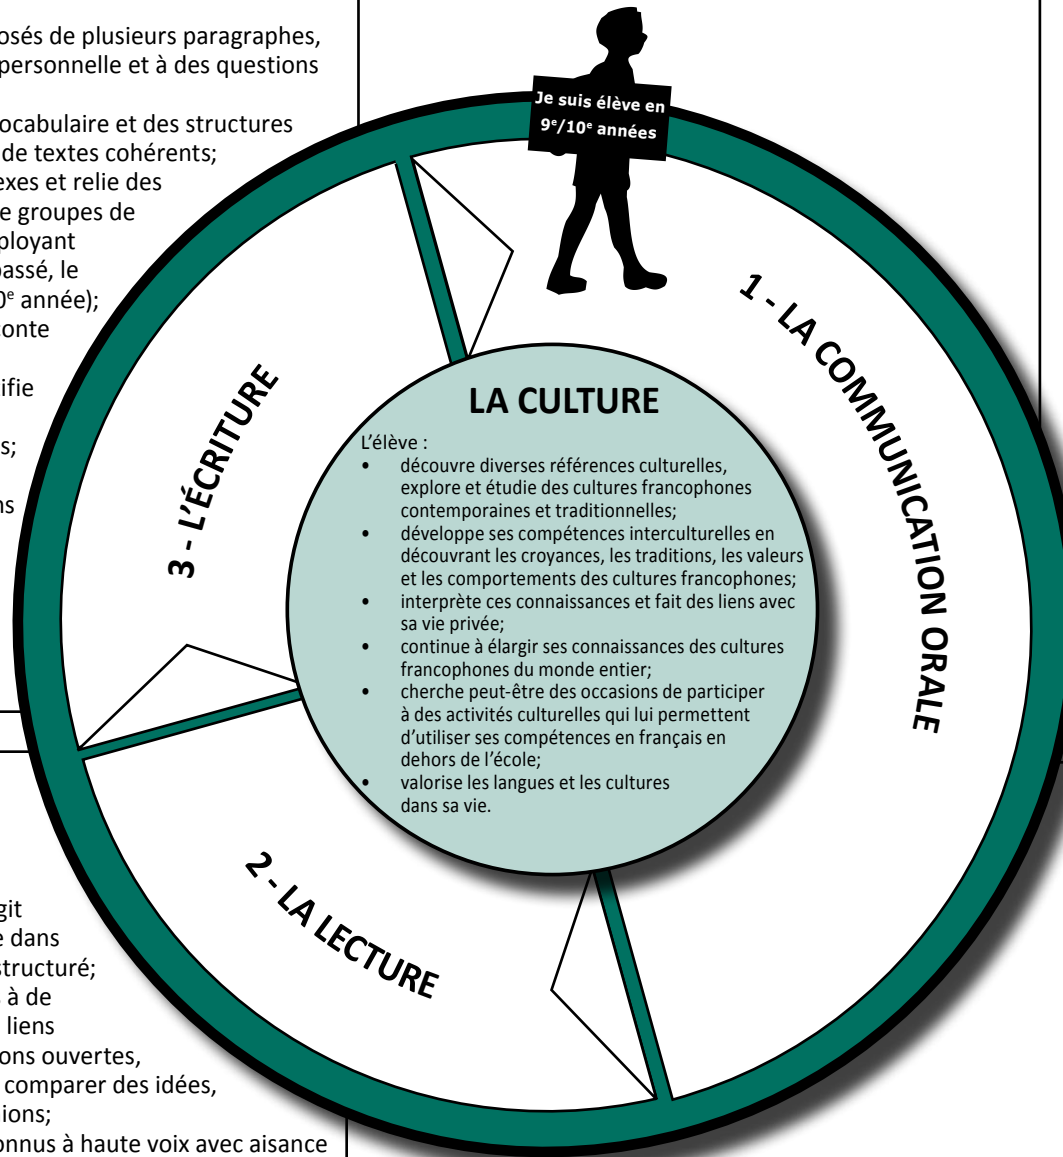 osés de plusieurs paragraphes,
personnelle et à des questions
ocabulaire et des structures
de textes cohérents;
exes et relie des
e groupes de
ployant
passé, le
0e année);
conte
ifie
s;
ns
Je suis élève en
9e/10e années
1 - LA COMMUNICATION ORALE
3 - L'ÉCRITURE
LA CULTURE
L'élève :
• découvre diverses références culturelles,
explore et étudie des cultures francophones
contemporaines et traditionnelles;
• développe ses compétences interculturelles en
découvrant les croyances, les traditions, les valeurs
et les comportements des cultures francophones;
• interprète ces connaissances et fait des liens avec
sa vie privée;
• continue à élargir ses connaissances des cultures
francophones du monde entier;
• cherche peut-être des occasions de participer
à des activités culturelles qui lui permettent
d'utiliser ses compétences en français en
dehors de l'école;
• valorise les langues et les cultures
dans sa vie.
2 - LA LECTURE
git
e dans
structuré;
s à de
liens
ions ouvertes,
comparer des idées,
ions;
onnus à haute voix avec aisance